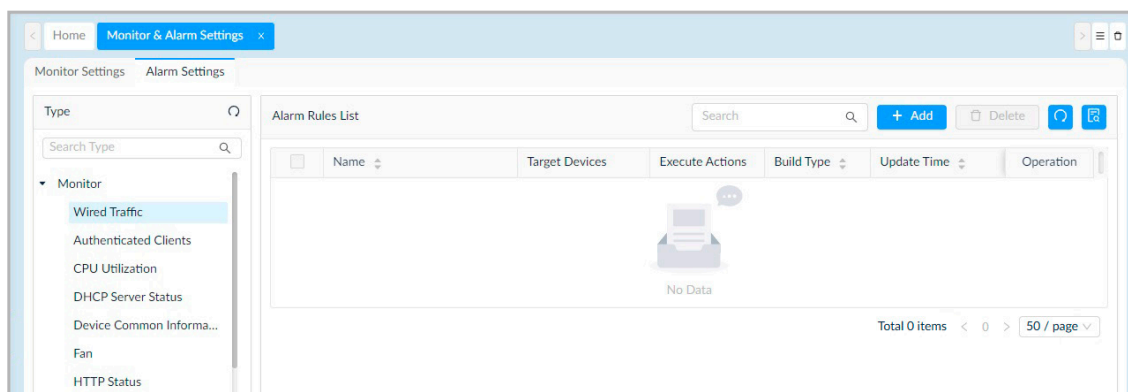 Home
Monitor & Alarm Settings
Monitor Settings
Alarm Settings
Type
Search Type
Monitor
Wired Traffic
Authenticated Clients
CPU Utilization
DHCP Server Status
Device Common Informa...
Fan
HTTP Status
Alarm Rules List
Search
+ Add
Delete
Name
Target Devices
Execute Actions
Build Type
Update Time
Operation
No Data
Total 0 items < 0 > 50 / page